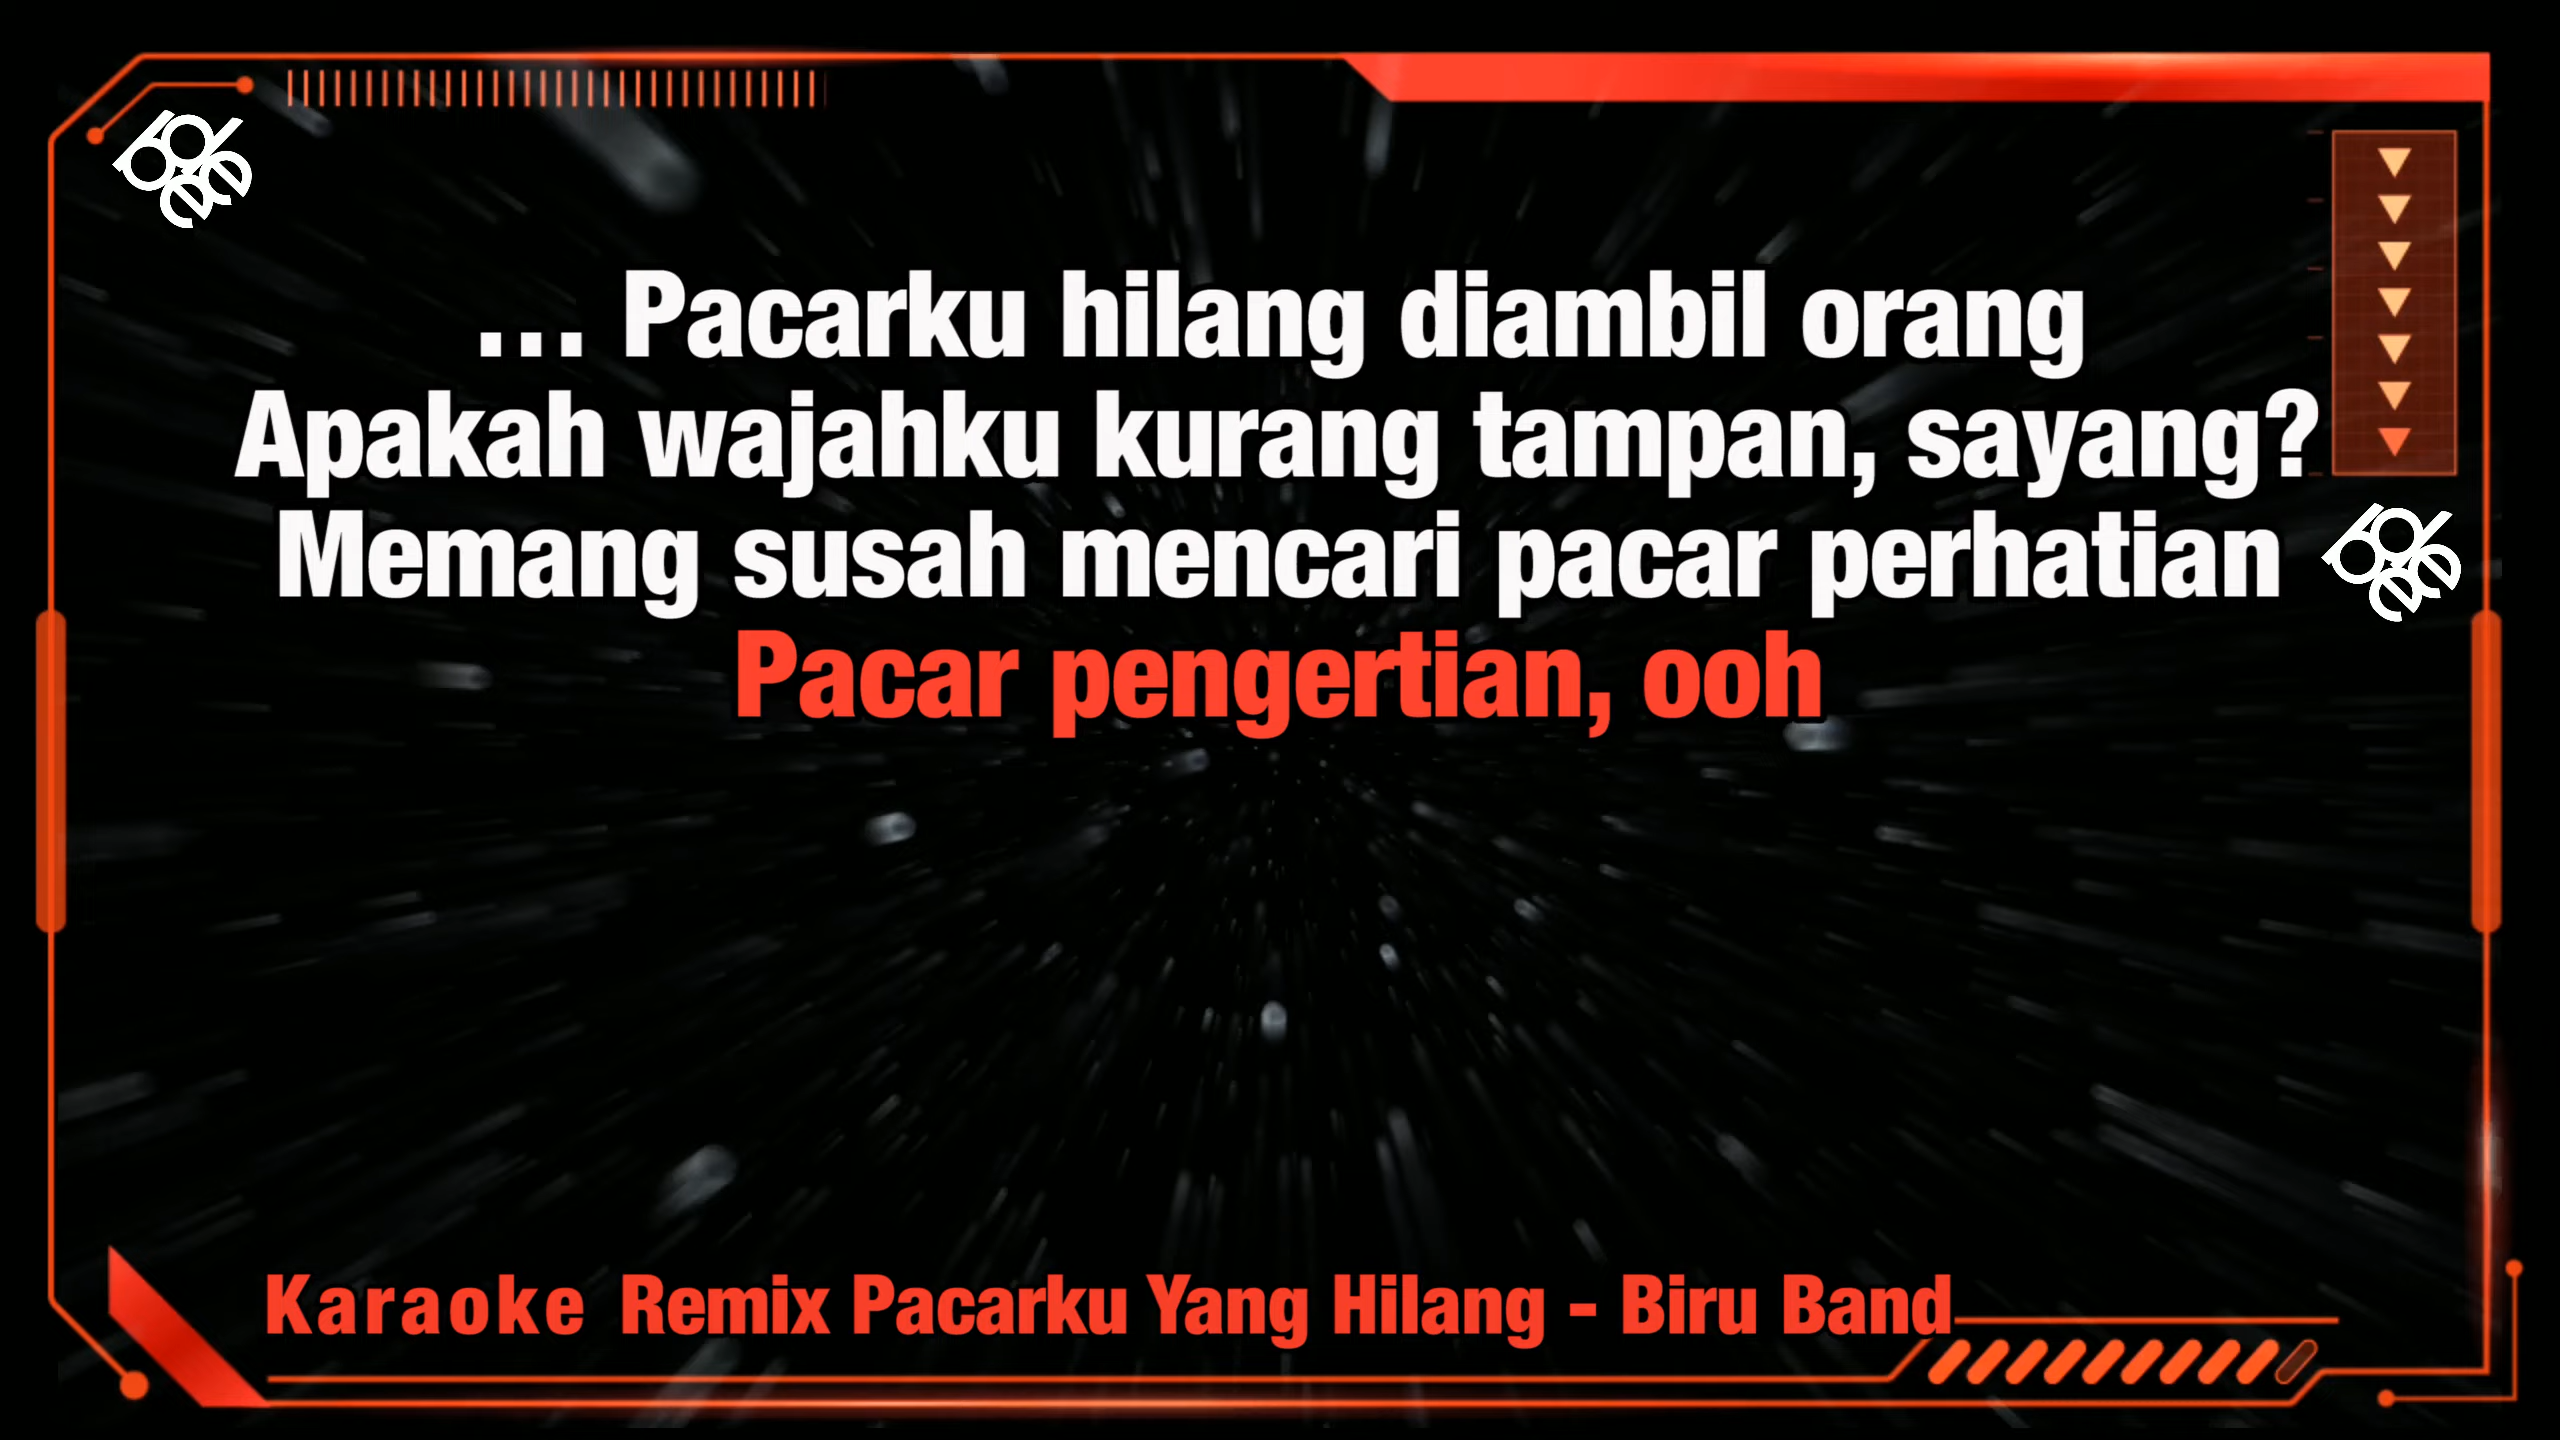 ... Pacarku hilang diambil orang
Apakah wajahku kurang tampan, sayang?
Memang susah mencari pacar perhatian
Pacar pengertian, ooh
Karaoke Remix Pacarku Yang Hilang - Biru Band